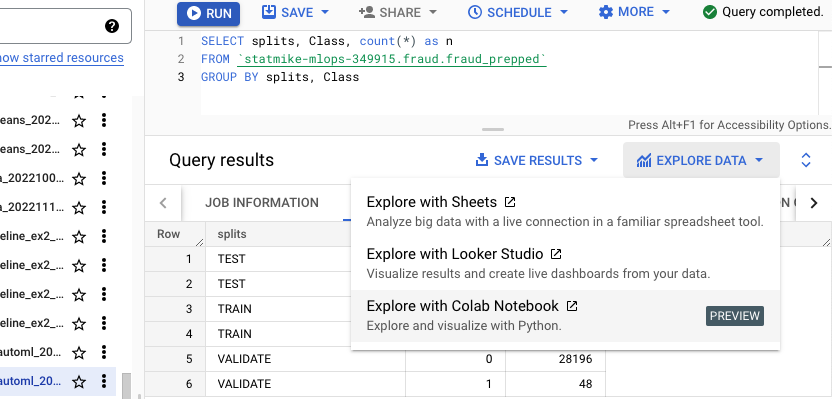 RUN SAVE SHARE SCHEDULE MORE Query completed.
?
now starred resources
1 SELECT splits, Class, count(*) as n
2 FROM `statmike-mlops-349915.fraud.fraud_prepped`
3 GROUP BY splits, Class
Press Alt+F1 for Accessibility Options.
eans_202...
eans_202...
a_2022100...
a_202211...
eline_ex2_...
eline_ex2_...
eline_ex2_...
eline_ex2_...
automl_20...
automl_20...
Query results SAVE RESULTS EXPLORE DATA
JOB INFORMATION
Explore with Sheets
Analyze big data with a live connection in a familiar spreadsheet tool.
Explore with Looker Studio
Visualize results and create live dashboards from your data.
Explore with Colab Notebook
Explore and visualize with Python.
PREVIEW
Row splits
1 TEST
2 TEST
3 TRAIN
4 TRAIN
5 VALIDATE 0 28196
6 VALIDATE 1 48